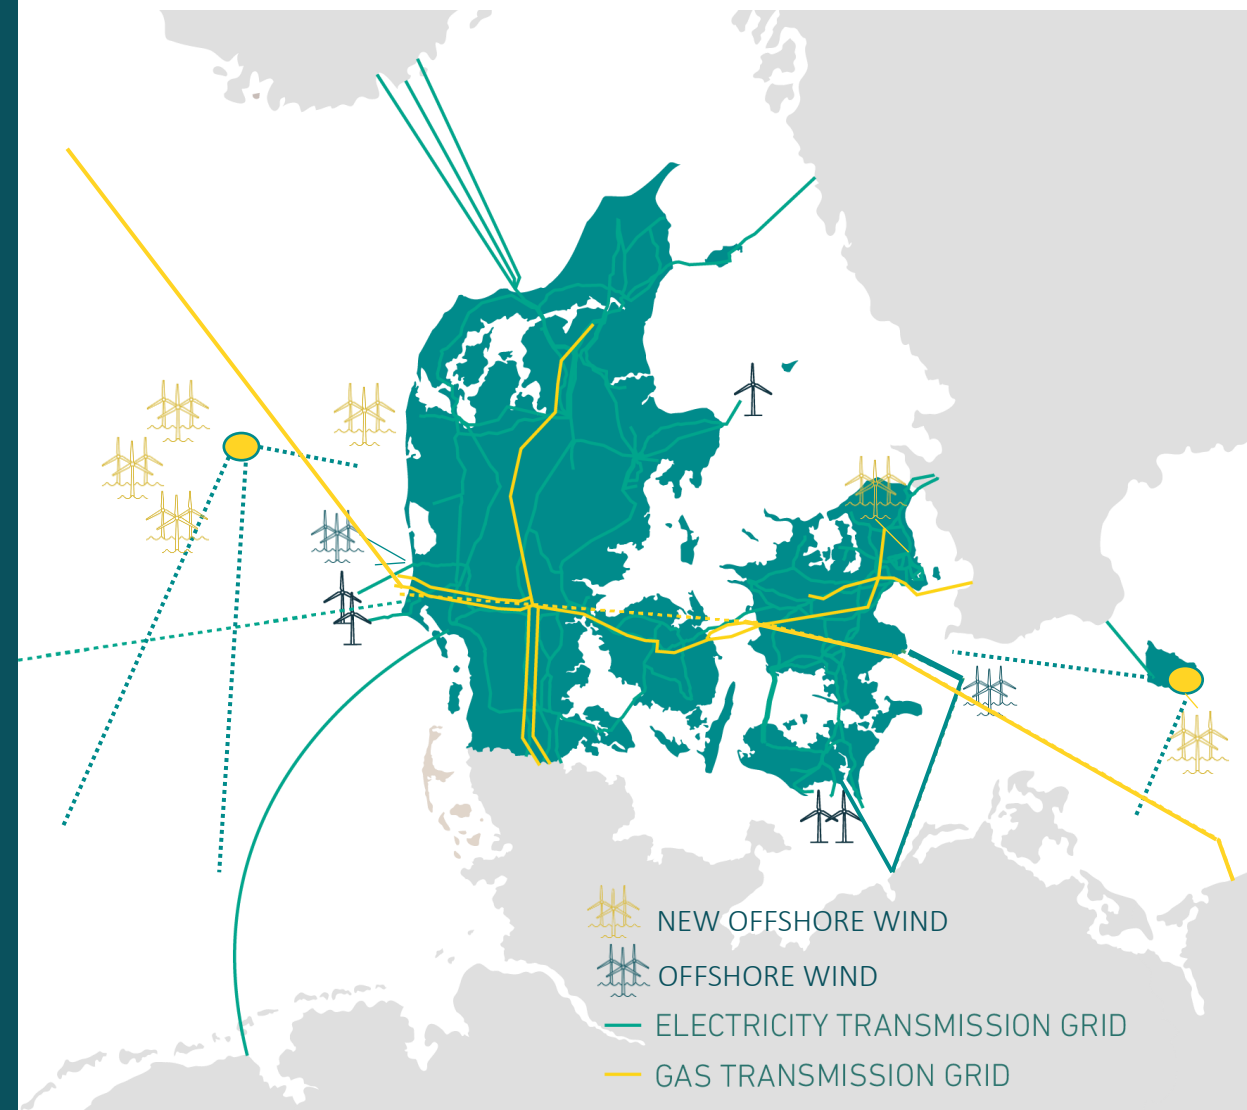 NEW OFFSHORE WIND
OFFSHORE WIND
ELECTRICITY TRANSMISSION GRID
GAS TRANSMISSION GRID